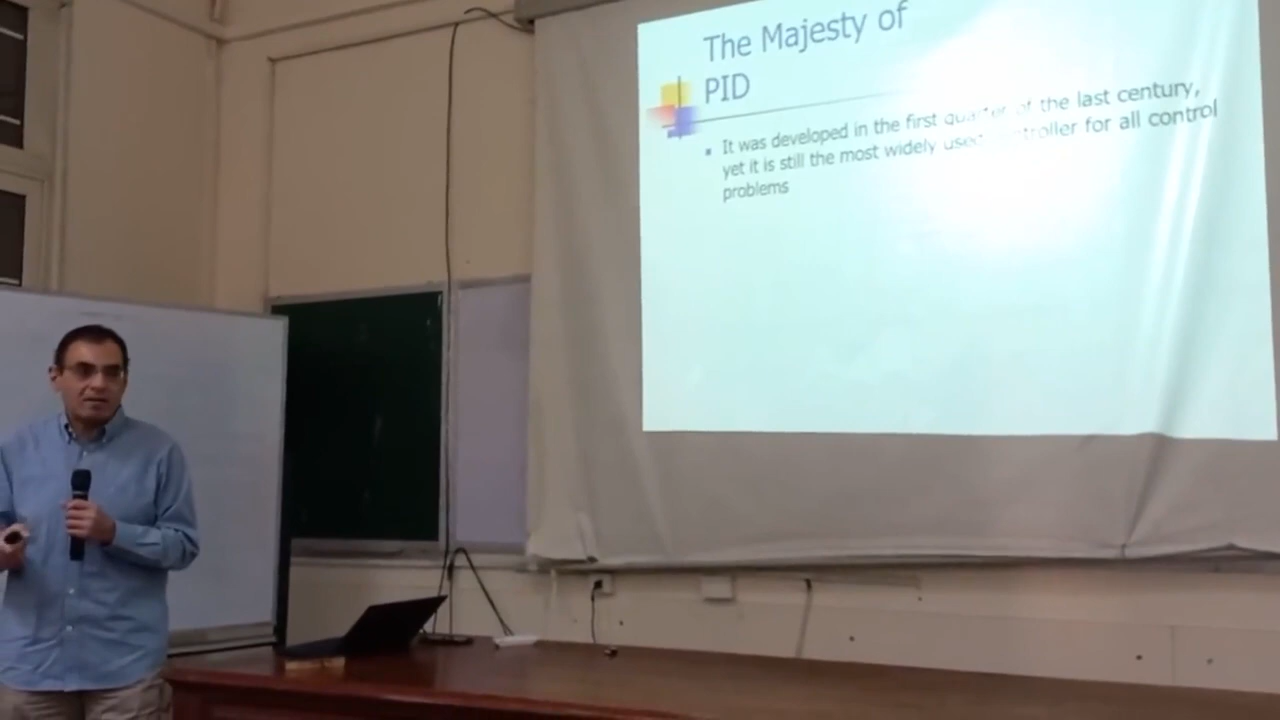 The Majesty of
PID
It was developed in the first quarter of the last century,
yet it is still the most widely used controller for all control
problems